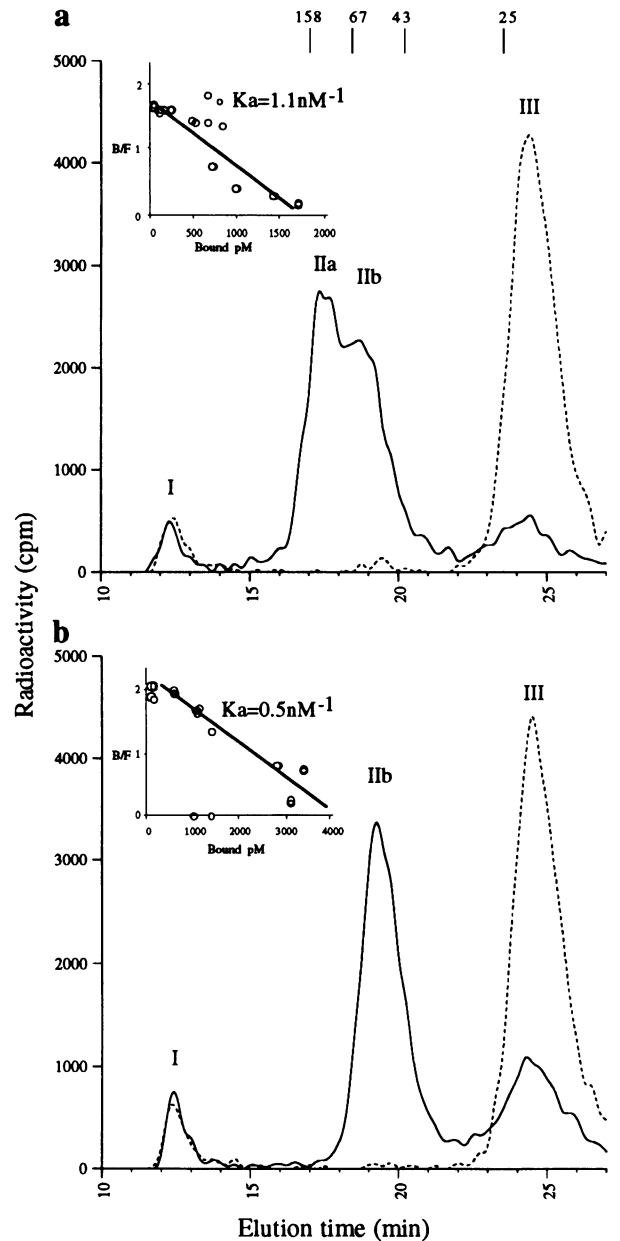 a
158 67 43 25
5000
4000
3000
2000
1000
0
Ka=1.1nM-1
2
B/F 1
0
0 500 1000 1500 2000
Bound pM
I
IIa
IIb
III
10 15 20 25
b
5000
4000
3000
2000
1000
0
Ka=0.5nM-1
2
B/F 1
0
0 1000 2000 3000 4000
Bound pM
I
IIb
III
10 15 20 25
Radioactivity (cpm)
Elution time (min)